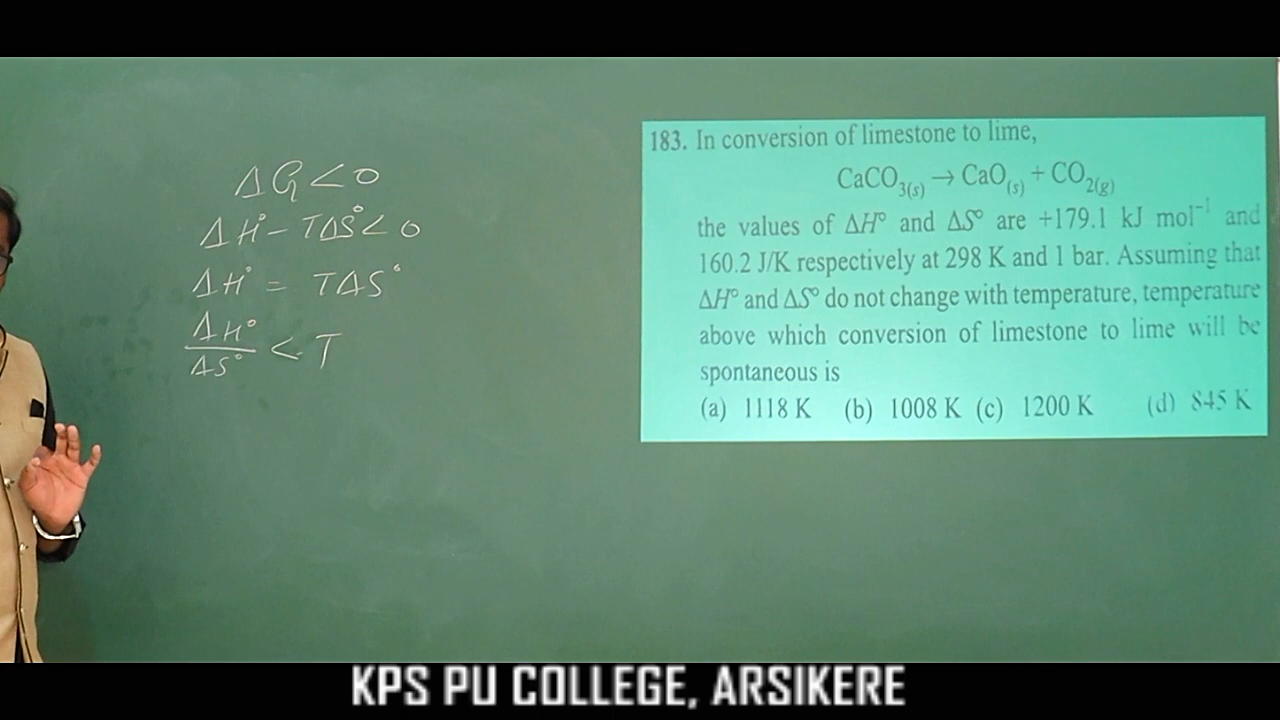 ΔG < 0
ΔH° - TΔS° < 0
ΔH° = TΔS°
ΔH°/ΔS° < T
183. In conversion of limestone to lime,
CaCO₃(s) → CaO(s) + CO₂(g)
the values of ΔH° and ΔS° are +179.1 kJ mol⁻¹ and
160.2 J/K respectively at 298 K and 1 bar. Assuming that
ΔH° and ΔS° do not change with temperature, temperature
above which conversion of limestone to lime will be
spontaneous is
(a) 1118 K (b) 1008 K (c) 1200 K (d) 845 K
KPS PU COLLEGE, ARSIKERE